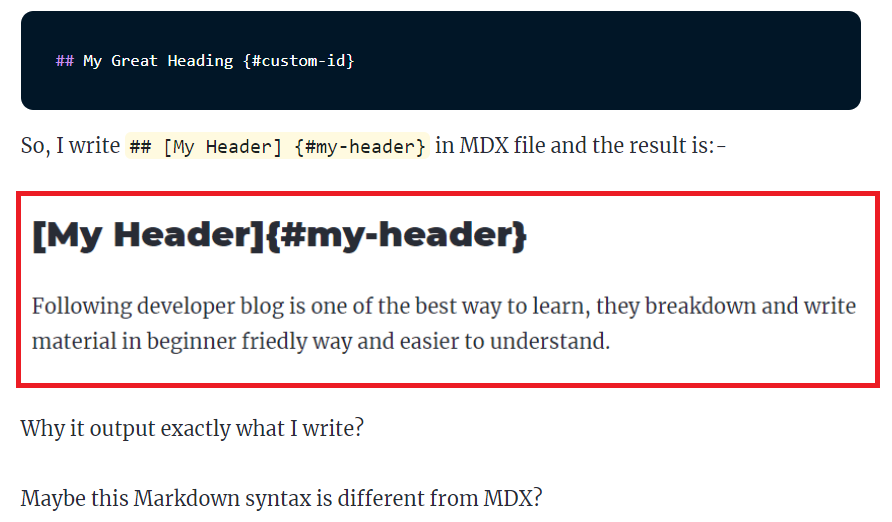 ## My Great Heading {#custom-id}
So, I write ## [My Header] {#my-header} in MDX file and the result is:-
[My Header]{#my-header}
Following developer blog is one of the best way to learn, they breakdown and write
material in beginner friedly way and easier to understand.
Why it output exactly what I write?
Maybe this Markdown syntax is different from MDX?